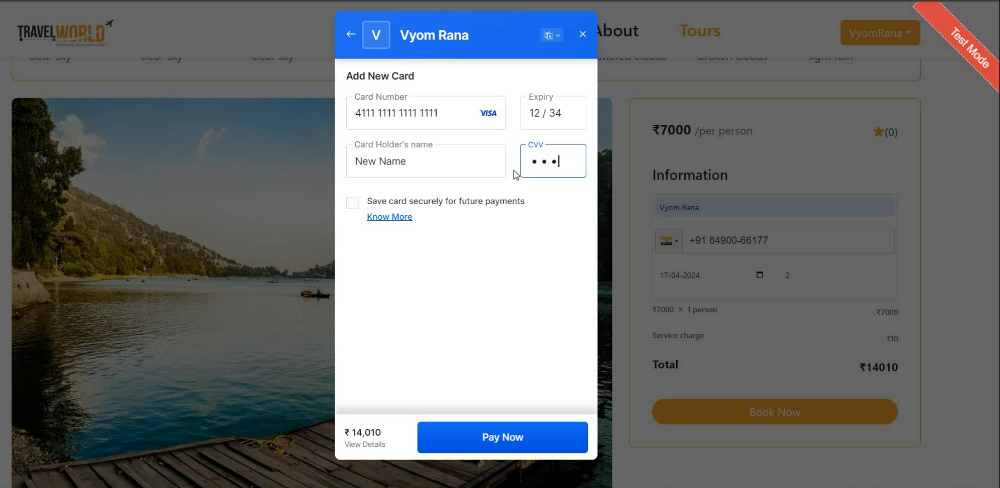 TRAVELWORLD
About
Tours
VyomRana
Test Mode
clear sky
clear sky
clear sky
scattered clouds
broken clouds
light rain
V
Vyom Rana
Add New Card
Card Number
4111 1111 1111 1111
VISA
Expiry
12 / 34
Card Holder's name
New Name
CVV
Save card securely for future payments
Know More
₹ 14,010
View Details
Pay Now
₹7000 /per person
(0)
Information
Vyom Rana
+91 84900-66177
17-04-2024
2
₹7000 × 1 person
₹7000
Service charge
₹10
Total
₹14010
Book Now